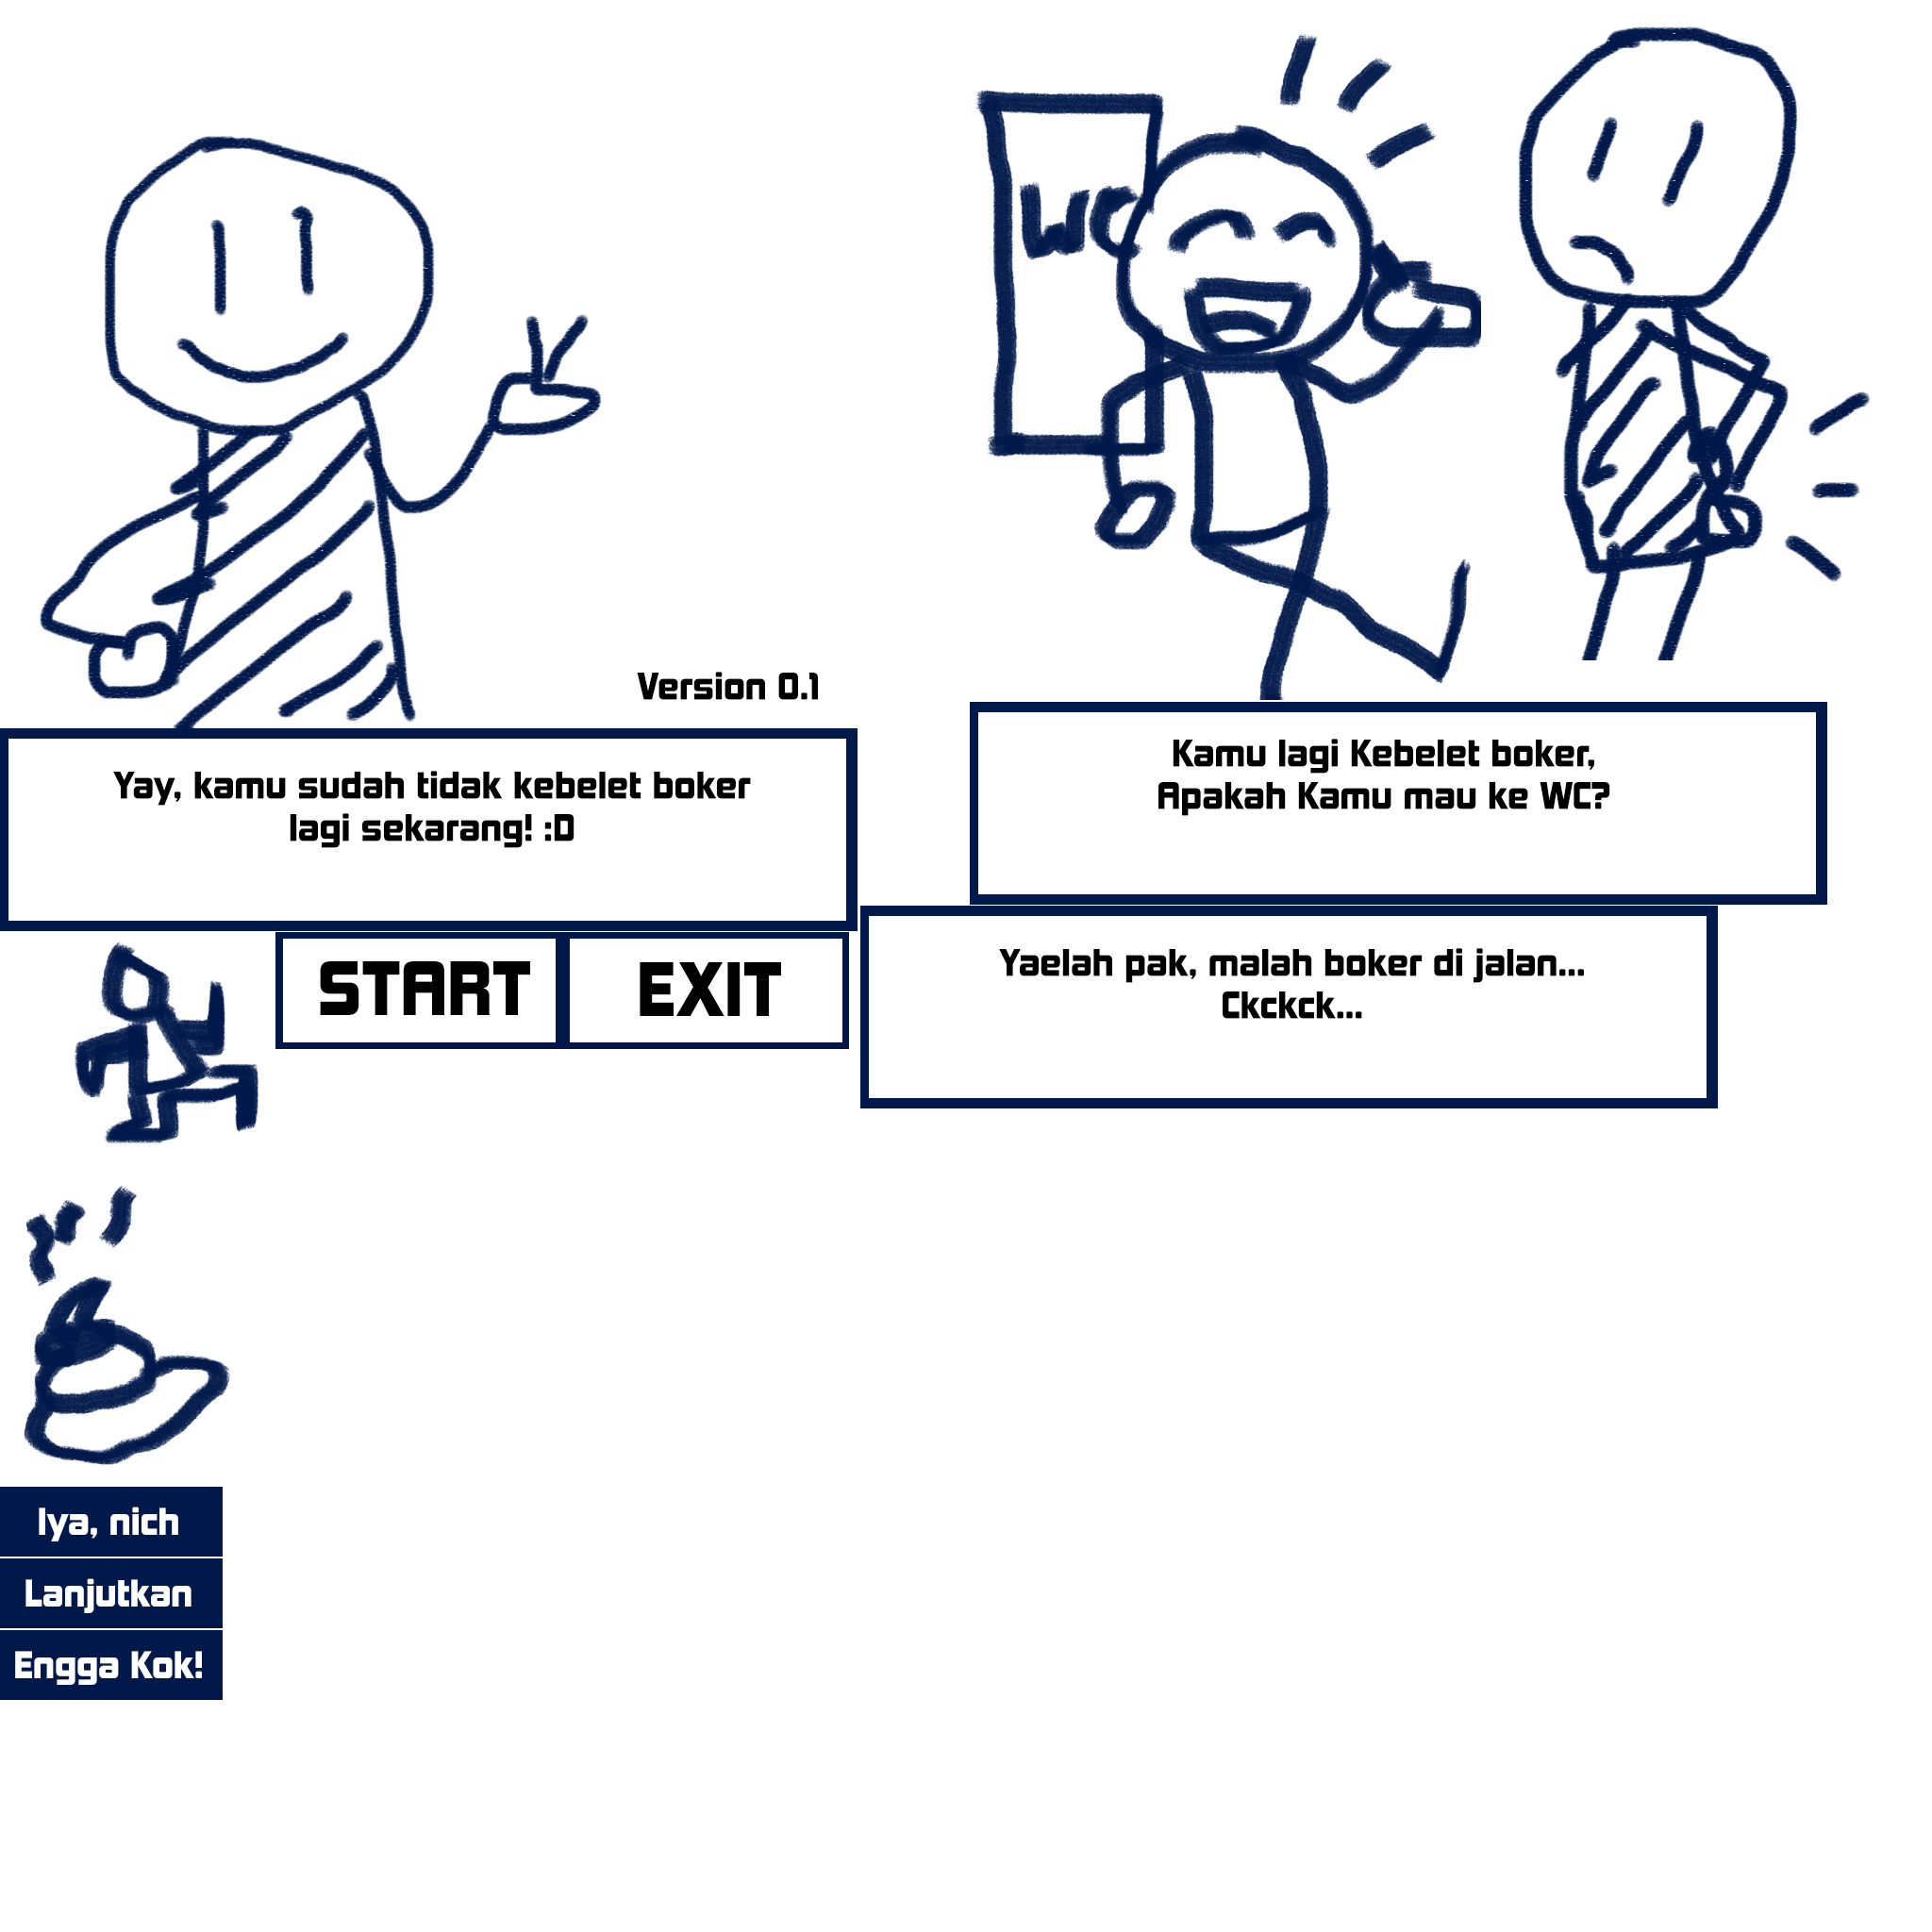 WC
Version 0.1
Yay, kamu sudah tidak kebelet boker
lagi sekarang! :D
Kamu lagi Kebelet boker,
Apakah Kamu mau ke WC?
START
EXIT
Yaelah pak, malah boker di jalan...
Ckckck...
Iya, nich
Lanjutkan
Engga Kok!